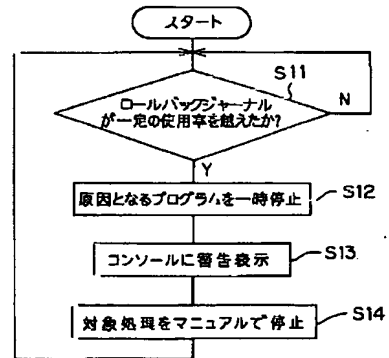 スタート
S11
ロールバックジャーナル
が一定の使用率を越えたか?
N
Y
原因となるプログラムを一時停止
S12
コンソールに警告表示
S13
対象処理をマニュアルで停止
S14